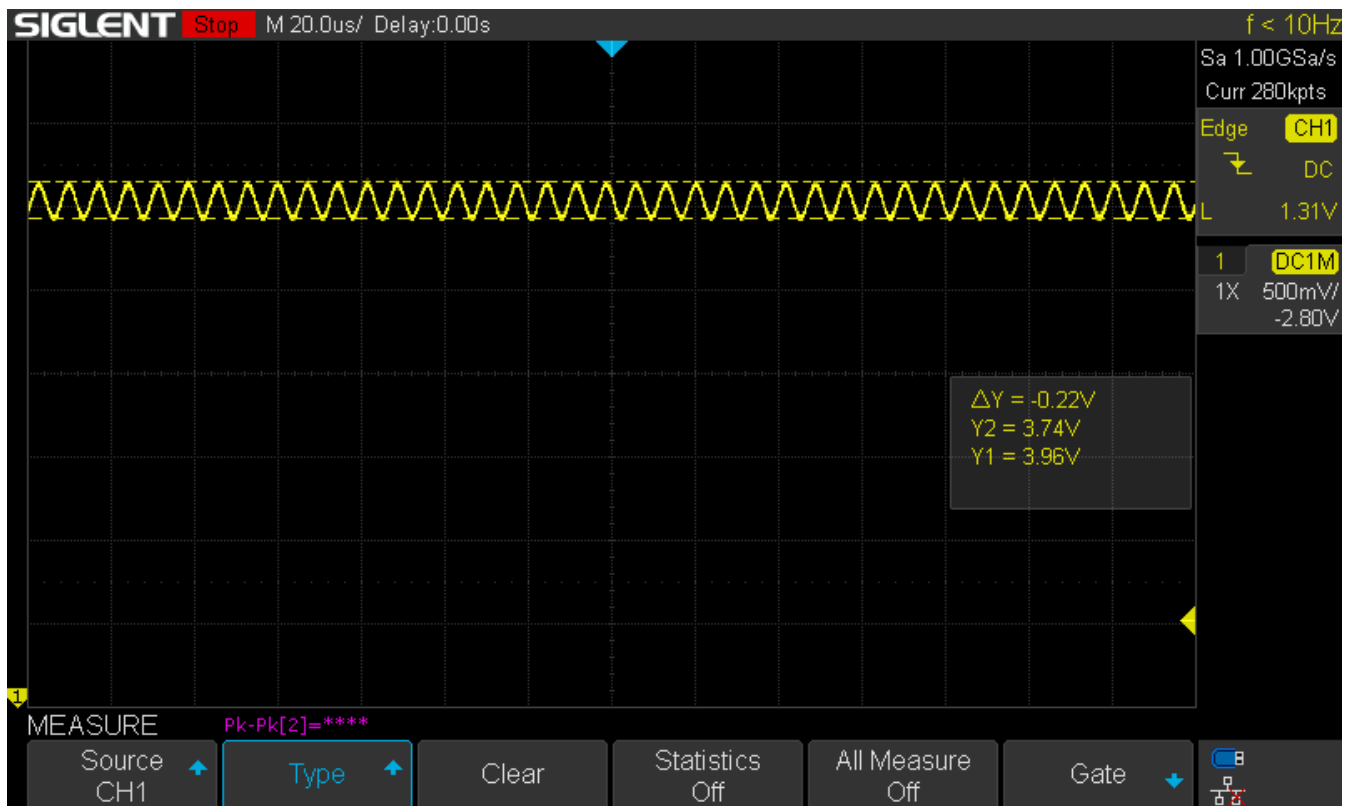 SIGLENT Stop M 20.0us/ Delay:0.00s f < 10Hz
Sa 1.00GSa/s
Curr 280kpts
Edge CH1
DC
L 1.31V
1 DC1M
1X 500mV/
-2.80V
△Y = -0.22V
Y2 = 3.74V
Y1 = 3.96V
1
MEASURE Pk-Pk[2]=****
Source
CH1
Type
Clear
Statistics
Off
All Measure
Off
Gate